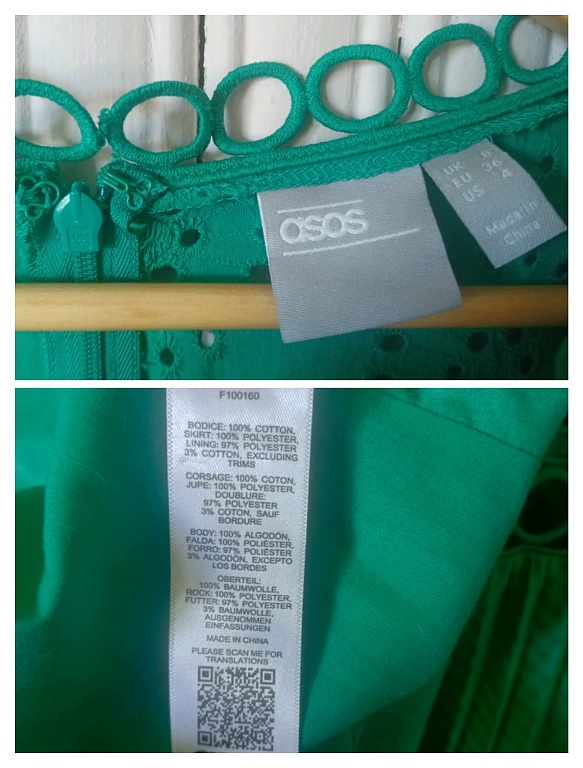 asos
UK 8
EU 36
US 4
Made in
China
F100160
BODICE: 100% COTTON,
SKIRT: 100% POLYESTER,
LINING: 97% POLYESTER
3% COTTON, EXCLUDING
TRIMS
CORSAGE: 100% COTON,
JUPE: 100% POLYESTER,
DOUBLURE:
97% POLYESTER
3% COTON, SAUF
BORDURE
BODY: 100% ALGODÓN,
FALDA: 100% POLIÉSTER,
FORRO: 97% POLIÉSTER
3% ALGODÓN, EXCEPTO
LOS BORDES
OBERTEIL:
100% BAUMWOLLE,
ROCK: 100% POLYESTER,
FUTTER: 97% POLYESTER
3% BAUMWOLLE,
AUSGENOMMEN
EINFASSUNGEN
MADE IN CHINA
PLEASE SCAN ME FOR
TRANSLATIONS